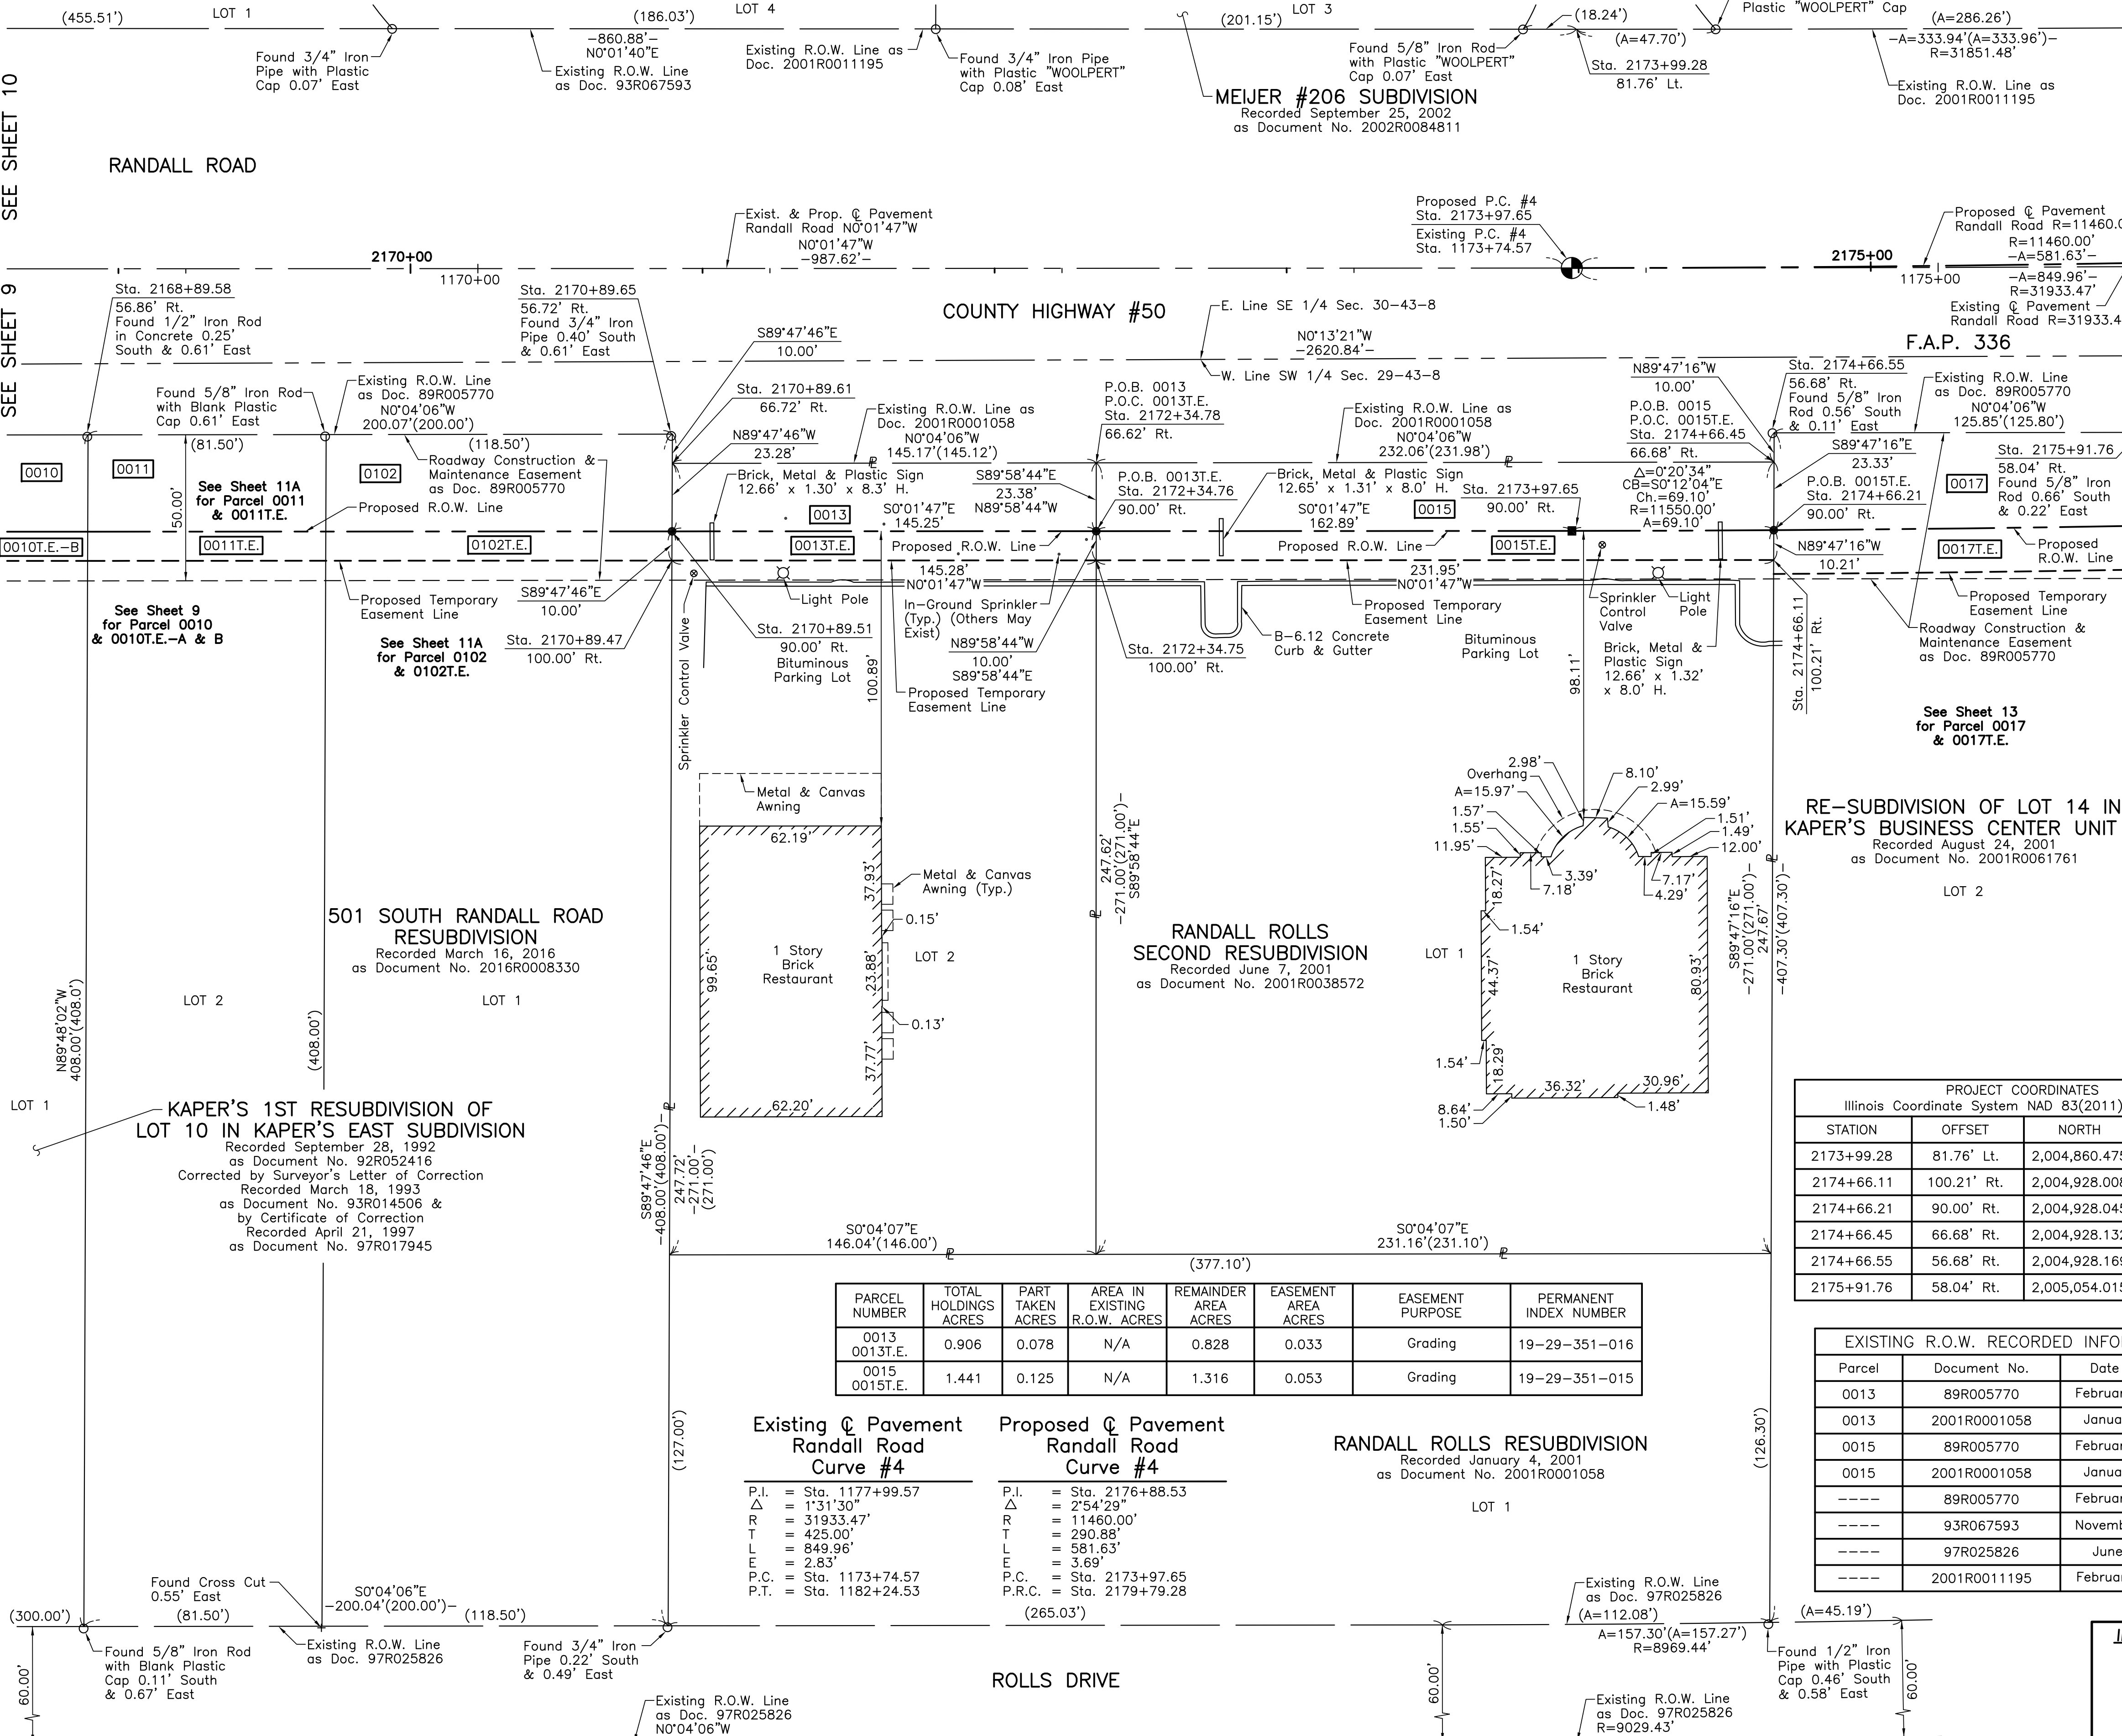 (455.51')
LOT 1
(186.03')
LOT 4
(201.15')
LOT 3
(18.24')
(A=47.70')
Plastic "WOOLPERT" Cap
(A=286.26')
-A=333.94'(A=333.96')-
R=31851.48'
-860.88'-
N0°01'40"E
Found 3/4" Iron
Pipe with Plastic
Cap 0.07' East
Existing R.O.W. Line
as Doc. 93R067593
Existing R.O.W. Line as
Doc. 2001R0011195
Found 3/4" Iron Pipe
with Plastic "WOOLPERT"
Cap 0.08' East
Found 5/8" Iron Rod
with Plastic "WOOLPERT"
Cap 0.07' East
Sta. 2173+99.28
81.76' Lt.
Existing R.O.W. Line as
Doc. 2001R0011195
MEIJER #206 SUBDIVISION
Recorded September 25, 2002
as Document No. 2002R0084811
SEE SHEET 10
SEE SHEET 9
RANDALL ROAD
Exist. & Prop. ℄ Pavement
Randall Road N0°01'47"W
N0°01'47"W
-987.62'-
Proposed P.C. #4
Sta. 2173+97.65
Existing P.C. #4
Sta. 1173+74.57
Proposed ℄ Pavement
Randall Road R=11460.0
R=11460.00'
-A=581.63'-
-A=849.96'-
R=31933.47'
Existing ℄ Pavement
Randall Road R=31933.4
2170+00
1170+00
2175+00
1175+00
Sta. 2168+89.58
56.86' Rt.
Found 1/2" Iron Rod
in Concrete 0.25'
South & 0.61' East
Sta. 2170+89.65
56.72' Rt.
Found 3/4" Iron
Pipe 0.40' South
& 0.61' East
COUNTY HIGHWAY #50
E. Line SE 1/4 Sec. 30-43-8
N0°13'21"W
-2620.84'-
W. Line SW 1/4 Sec. 29-43-8
F.A.P. 336
S89°47'46"E
10.00'
Sta. 2170+89.61
66.72' Rt.
N89°47'46"W
23.28'
Found 5/8" Iron Rod
with Blank Plastic
Cap 0.61' East
Existing R.O.W. Line
as Doc. 89R005770
N0°04'06"W
200.07'(200.00')
(81.50')
(118.50')
Roadway Construction &
Maintenance Easement
as Doc. 89R005770
Existing R.O.W. Line as
Doc. 2001R0001058
N0°04'06"W
145.17'(145.12')
P.O.B. 0013
P.O.C. 0013T.E.
Sta. 2172+34.78
66.62' Rt.
Existing R.O.W. Line as
Doc. 2001R0001058
N0°04'06"W
232.06'(231.98')
N89°47'16"W
10.00'
P.O.B. 0015
P.O.C. 0015T.E.
Sta. 2174+66.45
66.68' Rt.
△=0°20'34"
CB=S0°12'04"E
Ch.=69.10'
R=11550.00'
A=69.10'
Sta. 2174+66.55
56.68' Rt.
Found 5/8" Iron
Rod 0.56' South
& 0.11' East
Existing R.O.W. Line
as Doc. 89R005770
N0°04'06"W
125.85'(125.80')
S89°47'16"E
23.33'
P.O.B. 0015T.E.
Sta. 2174+66.21
90.00' Rt.
Sta. 2175+91.76
58.04' Rt.
Found 5/8" Iron
Rod 0.66' South
& 0.22' East
0010
0011
0102
0013
0015
0017
50.00'
See Sheet 11A
for Parcel 0011
& 0011T.E.
Proposed R.O.W. Line
Brick, Metal & Plastic Sign
12.66' x 1.30' x 8.3' H.
S0°01'47"E
145.25'
S89°58'44"E
23.38'
N89°58'44"W
P.O.B. 0013T.E.
Sta. 2172+34.76
90.00' Rt.
Brick, Metal & Plastic Sign
12.65' x 1.31' x 8.0' H.
S0°01'47"E
162.89'
Sta. 2173+97.65
90.00' Rt.
0010T.E.-B
0011T.E.
0102T.E.
0013T.E.
0015T.E.
0017T.E.
Proposed R.O.W. Line
Proposed R.O.W. Line
N89°47'16"W
10.21'
Proposed
R.O.W. Line
145.28'
N0°01'47"W
231.95'
N0°01'47"W
See Sheet 9
for Parcel 0010
& 0010T.E.-A & B
Proposed Temporary
Easement Line
S89°47'46"E
10.00'
See Sheet 11A
for Parcel 0102
& 0102T.E.
Sta. 2170+89.47
100.00' Rt.
Sprinkler Control Valve
Light Pole
Sta. 2170+89.51
90.00' Rt.
Bituminous
Parking Lot
100.89'
In-Ground Sprinkler
(Typ.) (Others May
Exist)
N89°58'44"W
10.00'
S89°58'44"E
Proposed Temporary
Easement Line
Sta. 2172+34.75
100.00' Rt.
B-6.12 Concrete
Curb & Gutter
Proposed Temporary
Easement Line
Bituminous
Parking Lot
98.11'
Sprinkler
Control
Valve
Light
Pole
Brick, Metal &
Plastic Sign
12.66' x 1.32'
x 8.0' H.
Sta. 2174+66.11
100.21' Rt.
Proposed Temporary
Easement Line
Roadway Construction &
Maintenance Easement
as Doc. 89R005770
See Sheet 13
for Parcel 0017
& 0017T.E.
Metal & Canvas
Awning
62.19'
37.93'
Metal & Canvas
Awning (Typ.)
0.15'
99.65'
1 Story
Brick
Restaurant
23.88'
LOT 2
0.13'
37.77'
62.20'
247.62'
-271.00'(271.00')-
S89°58'44"E
2.98'
Overhang
A=15.97'
1.57'
1.55'
11.95'
8.10'
2.99'
A=15.59'
1.51'
1.49'
12.00'
3.39'
7.18'
7.17'
4.29'
18.27'
1.54'
LOT 1
44.37'
1 Story
Brick
Restaurant
80.93'
1.54'
18.29'
36.32'
30.96'
8.64'
1.50'
1.48'
S89°47'16"E
-271.00'(271.00')-
247.67'
-407.30'(407.30')-
RE-SUBDIVISION OF LOT 14 IN
KAPER'S BUSINESS CENTER UNIT
Recorded August 24, 2001
as Document No. 2001R0061761
LOT 2
501 SOUTH RANDALL ROAD
RESUBDIVISION
Recorded March 16, 2016
as Document No. 2016R0008330
LOT 2
LOT 1
RANDALL ROLLS
SECOND RESUBDIVISION
Recorded June 7, 2001
as Document No. 2001R0038572
N89°48'02"W
408.00'(408.0')
(408.00')
LOT 1
KAPER'S 1ST RESUBDIVISION OF
LOT 10 IN KAPER'S EAST SUBDIVISION
Recorded September 28, 1992
as Document No. 92R052416
Corrected by Surveyor's Letter of Correction
Recorded March 18, 1993
as Document No. 93R014506 &
by Certificate of Correction
Recorded April 21, 1997
as Document No. 97R017945
S89°47'46"E
-408.00'(408.00')-
247.72'
-271.00'-
(271.00')
S0°04'07"E
146.04'(146.00')
S0°04'07"E
231.16'(231.10')
(377.10')
PROJECT COORDINATES
Illinois Coordinate System NAD 83(2011)
STATION OFFSET NORTH
2173+99.28 81.76' Lt. 2,004,860.475
2174+66.11 100.21' Rt. 2,004,928.008
2174+66.21 90.00' Rt. 2,004,928.045
2174+66.45 66.68' Rt. 2,004,928.132
2174+66.55 56.68' Rt. 2,004,928.169
2175+91.76 58.04' Rt. 2,005,054.015
PARCEL NUMBER TOTAL HOLDINGS ACRES PART TAKEN ACRES AREA IN EXISTING R.O.W. ACRES REMAINDER AREA ACRES EASEMENT AREA ACRES EASEMENT PURPOSE PERMANENT INDEX NUMBER
0013 0013T.E. 0.906 0.078 N/A 0.828 0.033 Grading 19-29-351-016
0015 0015T.E. 1.441 0.125 N/A 1.316 0.053 Grading 19-29-351-015
EXISTING R.O.W. RECORDED INFO
Parcel Document No. Date
0013 89R005770 Februar
0013 2001R0001058 Janua
0015 89R005770 Februar
0015 2001R0001058 Janua
---- 89R005770 Februar
---- 93R067593 Novemb
---- 97R025826 June
---- 2001R0011195 Februar
Existing ℄ Pavement
Randall Road
Curve #4
P.I. = Sta. 1177+99.57
△ = 1°31'30"
R = 31933.47'
T = 425.00'
L = 849.96'
E = 2.83'
P.C. = Sta. 1173+74.57
P.T. = Sta. 1182+24.53
Proposed ℄ Pavement
Randall Road
Curve #4
P.I. = Sta. 2176+88.53
△ = 2°54'29"
R = 11460.00'
T = 290.88'
L = 581.63'
E = 3.69'
P.C. = Sta. 2173+97.65
P.R.C. = Sta. 2179+79.28
RANDALL ROLLS RESUBDIVISION
Recorded January 4, 2001
as Document No. 2001R0001058
LOT 1
(127.00')
(126.30')
Found Cross Cut
0.55' East
S0°04'06"E
-200.04'(200.00')-
(300.00')
(81.50')
(118.50')
(265.03')
Existing R.O.W. Line
as Doc. 97R025826
(A=112.08')
A=157.30'(A=157.27')
R=8969.44'
(A=45.19')
60.00'
Found 5/8" Iron Rod
with Blank Plastic
Cap 0.11' South
& 0.67' East
Existing R.O.W. Line
as Doc. 97R025826
Found 3/4" Iron
Pipe 0.22' South
& 0.49' East
ROLLS DRIVE
60.00'
Found 1/2" Iron
Pipe with Plastic
Cap 0.46' South
& 0.58' East
60.00'
Existing R.O.W. Line
as Doc. 97R025826
N0°04'06"W
Existing R.O.W. Line
as Doc. 97R025826
R=9029.43'